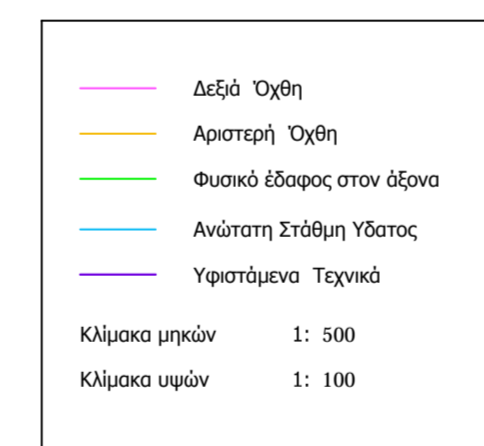 Δεξιά Όχθη
Αριστερή Όχθη
Φυσικό έδαφος στον άξονα
Ανώτατη Στάθμη Υδατος
Υφιστάμενα Τεχνικά
Κλίμακα μηκών 1: 500
Κλίμακα υψών 1: 100